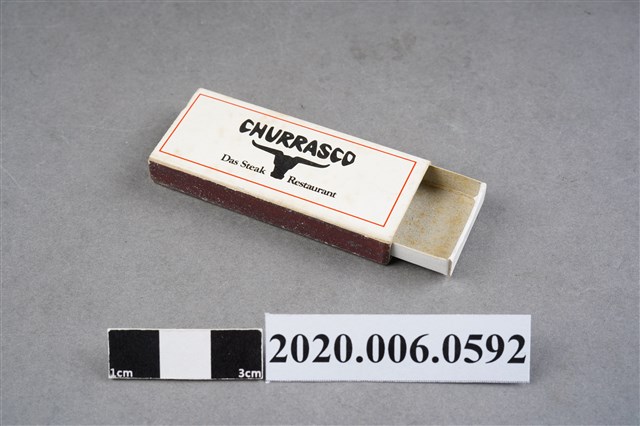 CHURRASCO
Das Steak Restaurant
1cm 3cm
2020.006.0592